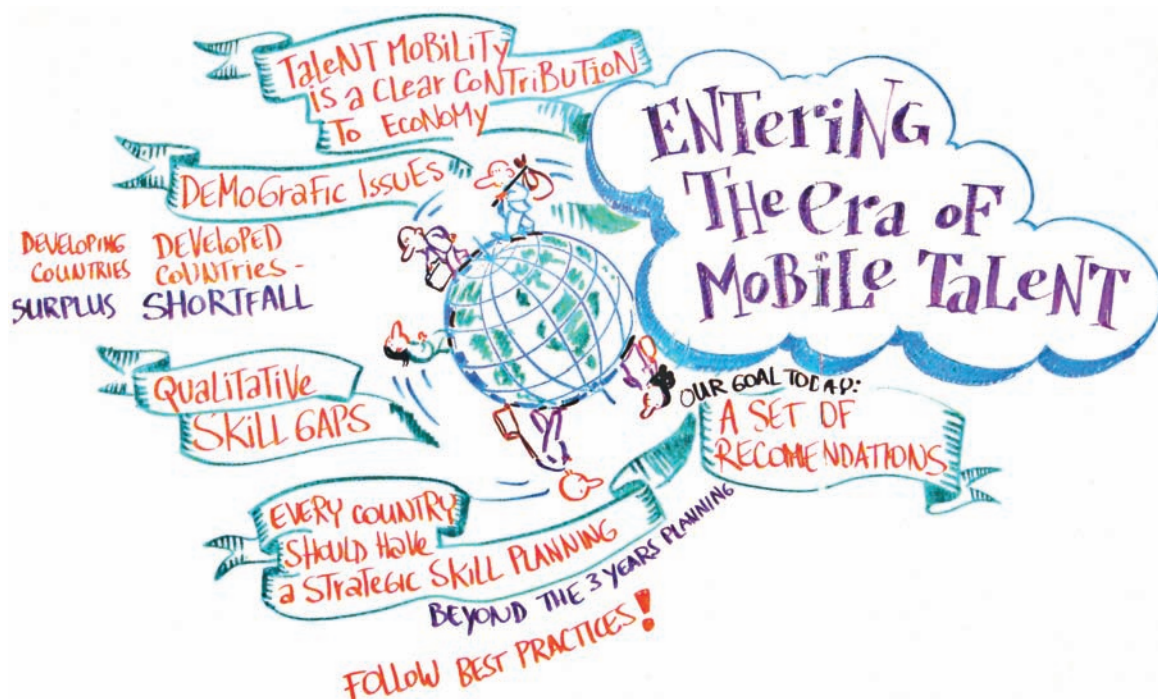 TaleNT MOBiLiTY
is a CLear CONTRiBUTiON
To EcoNoMY
ENTeriNG
THe era oF
MoBiLe TaLeNT
DEMOGrafic ISSUEs
DEVELOPING
COUNTRIES
SURPLUS
DEVELOPED
COUNTries -
SHORTFALL
QUaLiTaTiVE
SKiLL GAPS
OUR GOAL TODAY:
A SET OF
RECOMENDATIONS
EVERY COUNTRY
SHOULD HAVE
a STraTeGIC SKILL PLANNING
BEYOND THE 3 YEARS PLANNING
FOLLOW BEST PRACTICES!